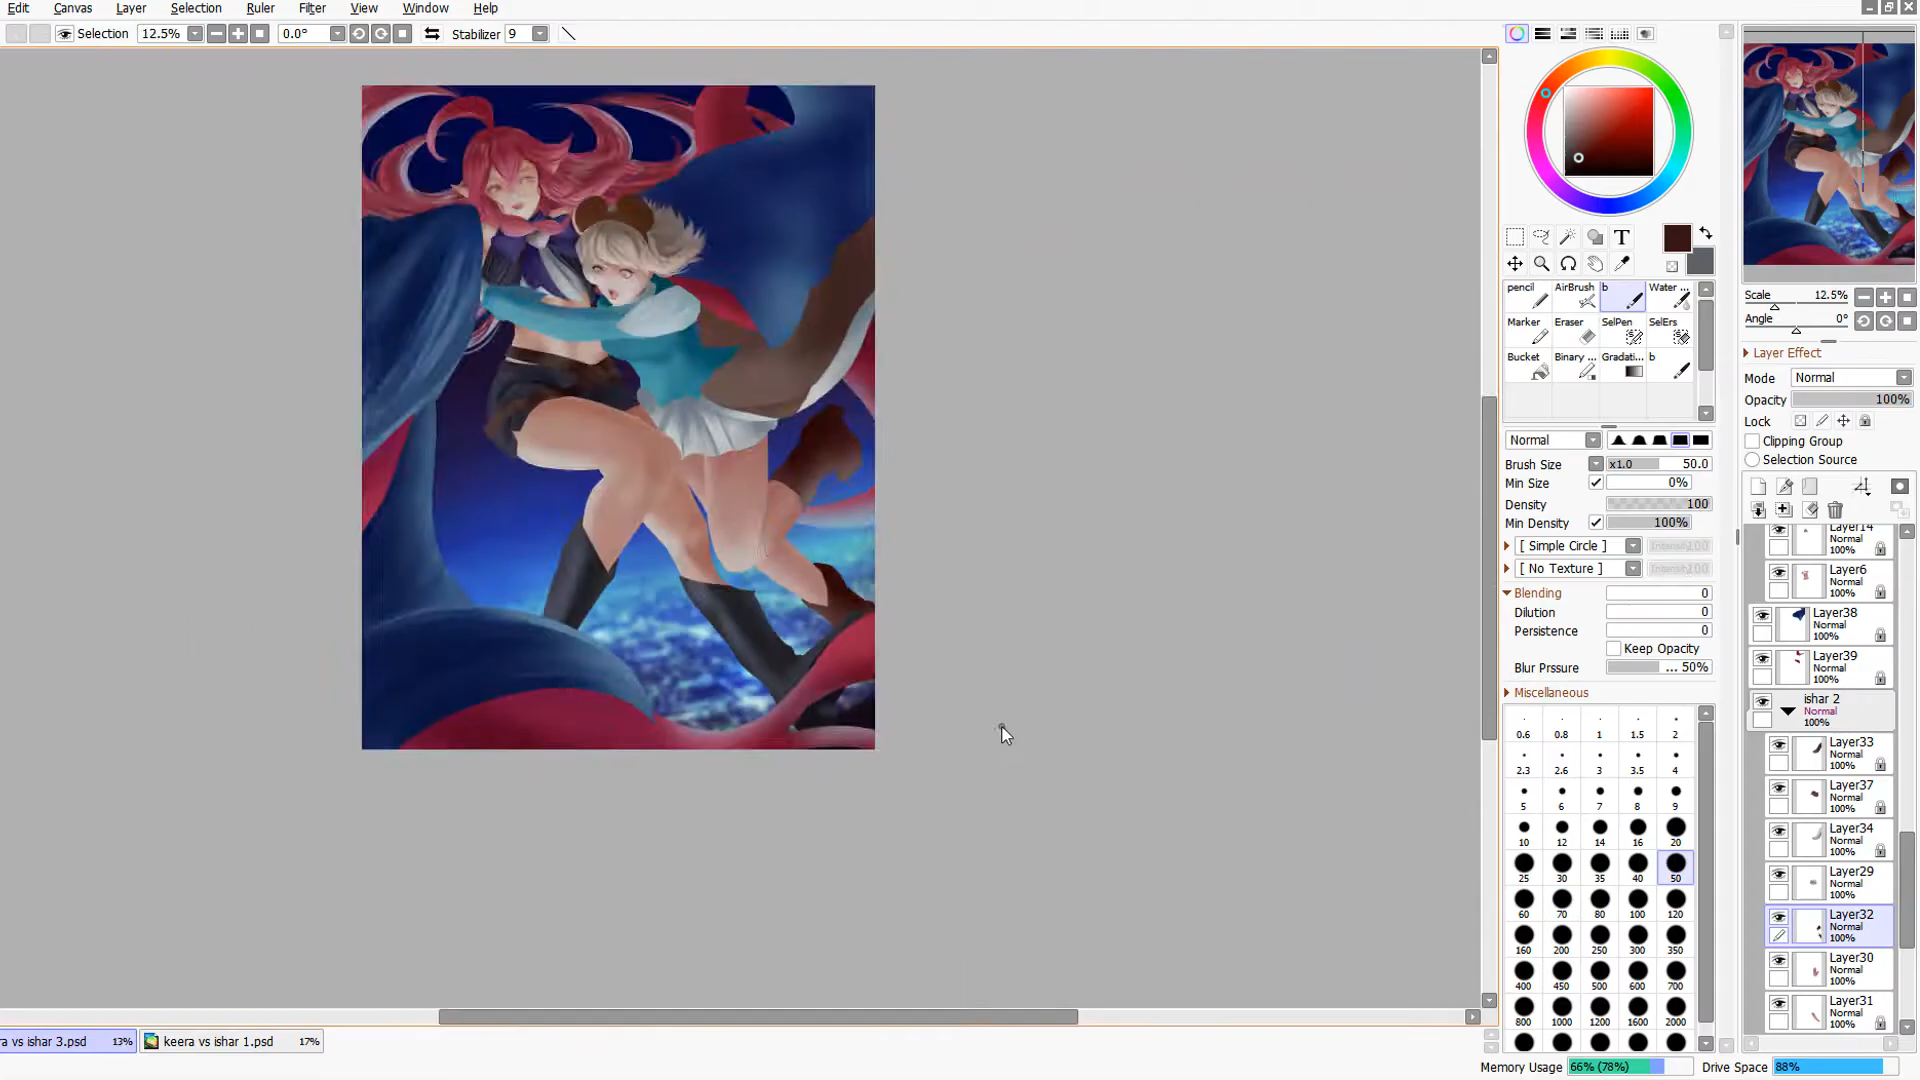 Edit Canvas Layer Selection Ruler Filter View Window Help
Selection 12.5% 0.0° Stabilizer 9
T
pencil AirBrush b Water ...
Marker Eraser SelPen SelErs
Bucket Binary ... Gradati... b
Normal
Brush Size x1.0 50.0
Min Size 0%
Density 100
Min Density 100%
[ Simple Circle ] Intensity 100
[ No Texture ] Intensity 100
Blending 0
Dilution 0
Persistence 0
Keep Opacity
Blur Prssure ... 50%
Miscellaneous
0.6 0.8 1 1.5 2
2.3 2.6 3 3.5 4
5 6 7 8 9
10 12 14 16 20
25 30 35 40 50
60 70 80 100 120
160 200 250 300 350
400 450 500 600 700
800 1000 1200 1600 2000
Scale 12.5%
Angle 0°
Layer Effect
Mode Normal
Opacity 100%
Lock
Clipping Group
Selection Source
Layer14
Normal
100%
Layer6
Normal
100%
Layer38
Normal
100%
Layer39
Normal
100%
ishar 2
Normal
100%
Layer33
Normal
100%
Layer37
Normal
100%
Layer34
Normal
100%
Layer29
Normal
100%
Layer32
Normal
100%
Layer30
Normal
100%
Layer31
Normal
100%
ra vs ishar 3.psd 13% keera vs ishar 1.psd 17%
Memory Usage 66% (78%) Drive Space 88%